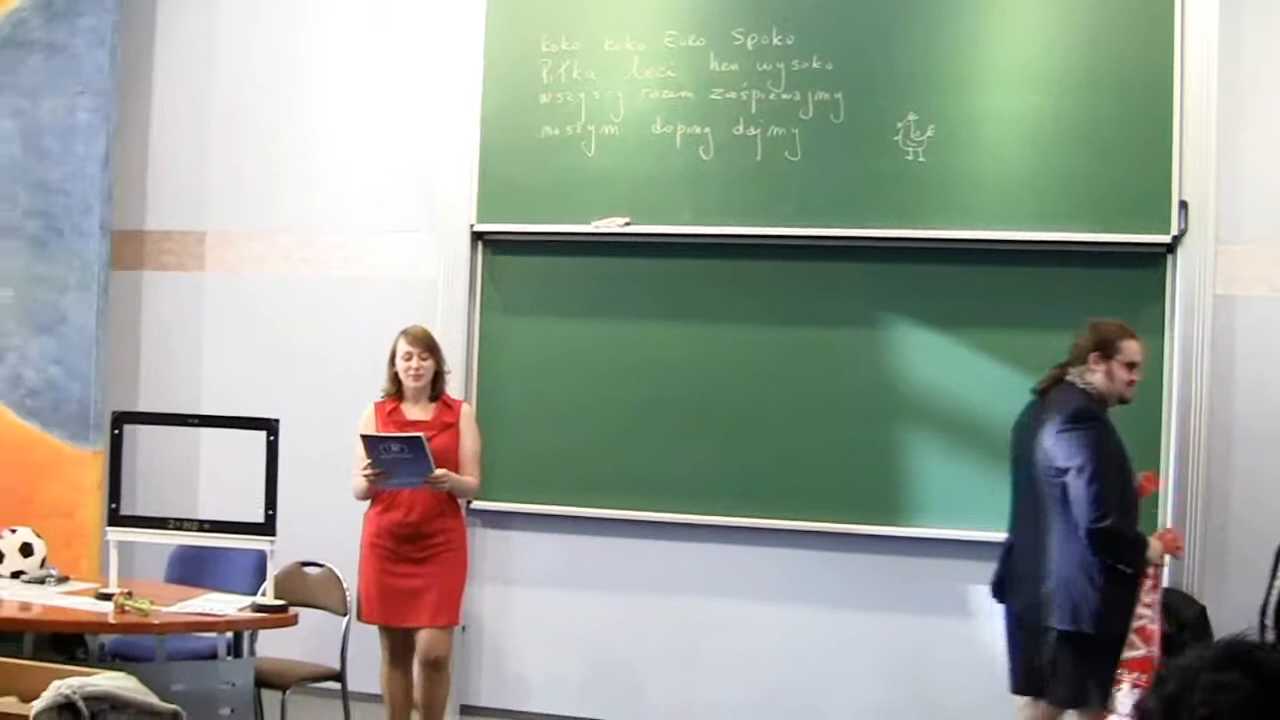 koko koko Euro Spoko
Piłka leci hen wysoko
wszyscy razem zaśpiewajmy
naszym doping dajmy